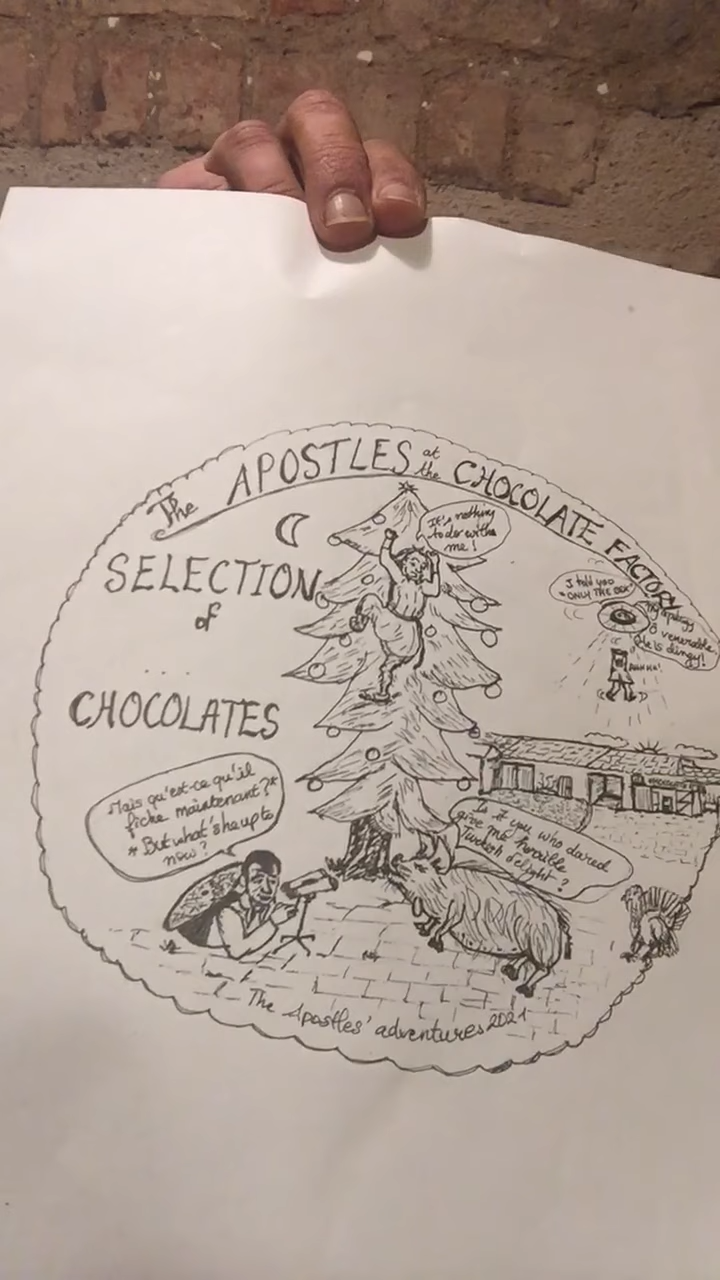 The APOSTLES at the CHOCOLATE FACTORY
SELECTION
of
CHOCOLATES
It's nothing
to do with
me!
I told you
"ONLY THE
My apology
O venerable
He is dingy!
AHHHH!
Mais qu'est-ce qu'il
fiche maintenant?*
* But what's he up to
now?
Is it you who dared
give me horrible
Turkish delight?
The Apostles' adventures 2021